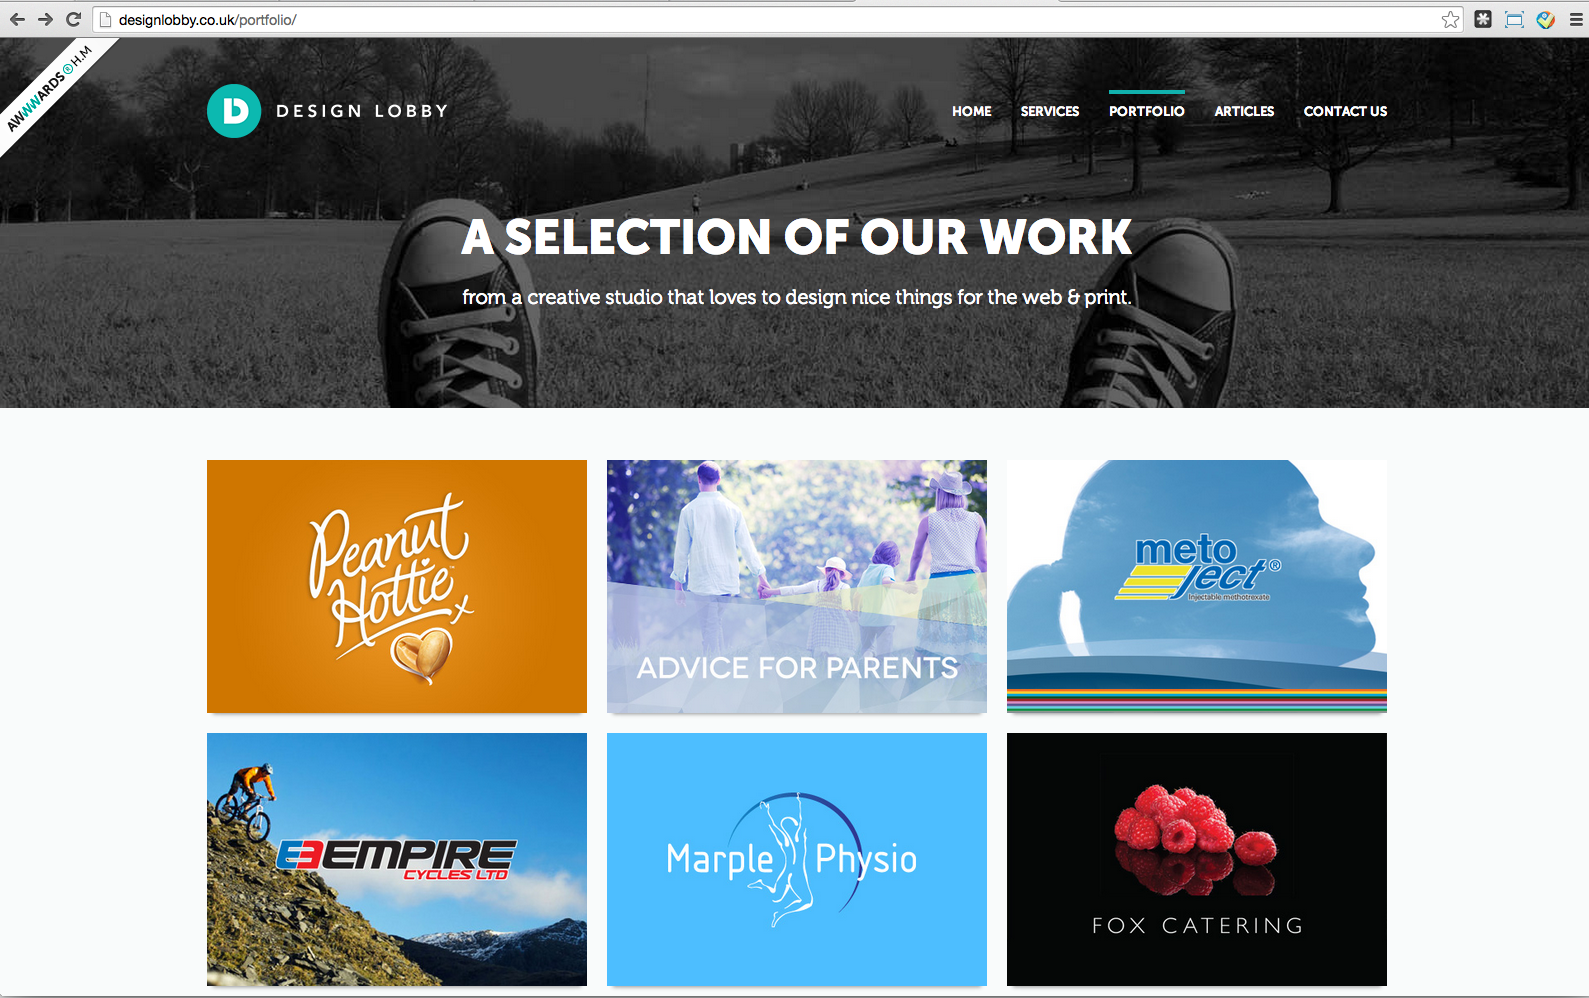 designlobby.co.uk/portfolio/
AWWWARDS® H.M
D DESIGN LOBBY
HOME SERVICES PORTFOLIO ARTICLES CONTACT US
A SELECTION OF OUR WORK
from a creative studio that loves to design nice things for the web & print.
Peanut
Hottie™
x
ADVICE FOR PARENTS
meto
ject®
Injectable methotrexate
EMPIRE
CYCLES LTD
Marple Physio
FOX CATERING